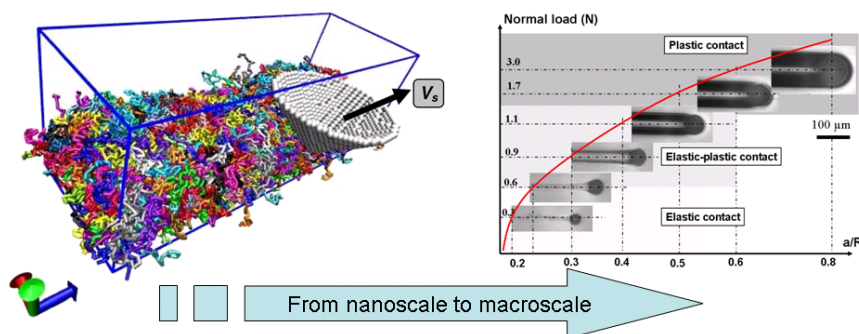 Normal load (N)
Plastic contact
V_s
3.0
1.7
100 µm
1.1
0.9
Elastic-plastic contact
0.6
Elastic contact
a/R
0.2
0.3
0.4
0.5
0.6
0.8
From nanoscale to macroscale